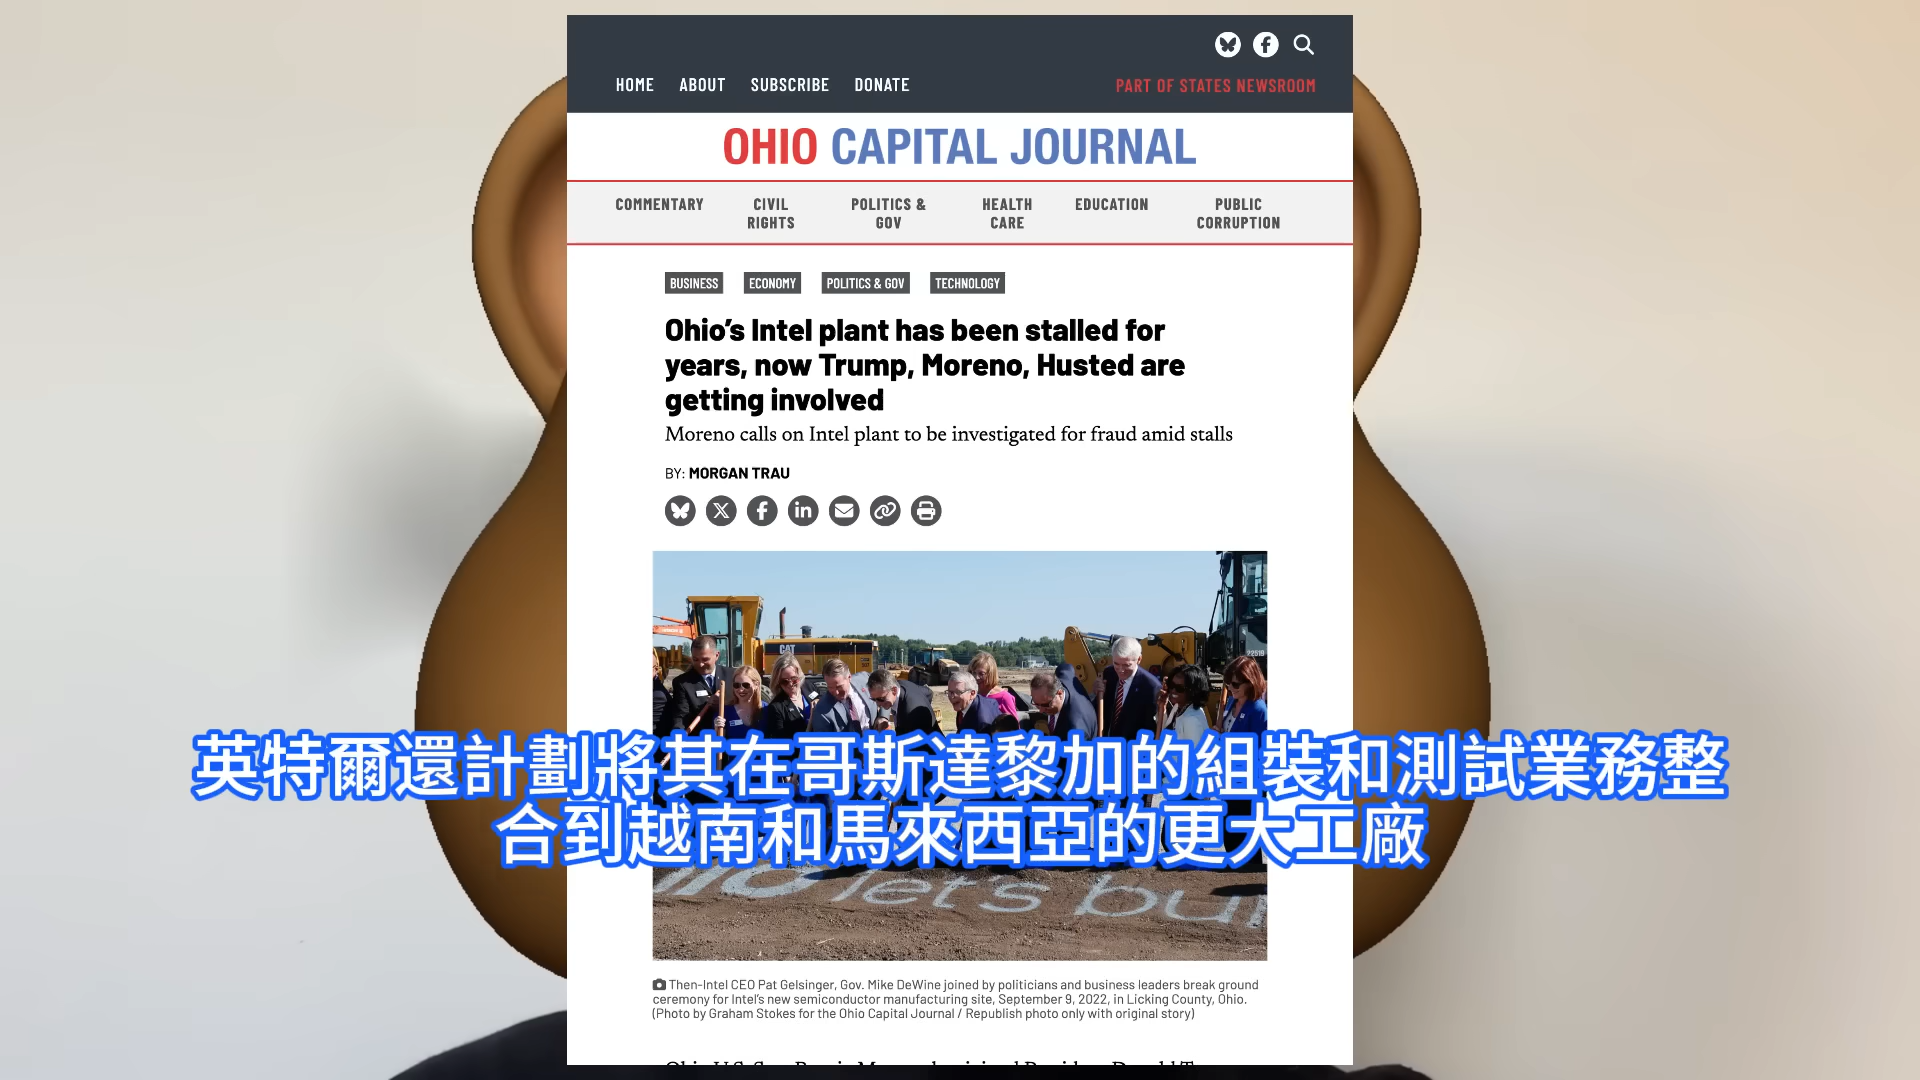 HOME ABOUT SUBSCRIBE DONATE
PART OF STATES NEWSROOM
OHIO CAPITAL JOURNAL
COMMENTARY
CIVIL
RIGHTS
POLITICS &
GOV
HEALTH
CARE
EDUCATION
PUBLIC
CORRUPTION
BUSINESS ECONOMY POLITICS & GOV TECHNOLOGY
Ohio's Intel plant has been stalled for
years, now Trump, Moreno, Husted are
getting involved
Moreno calls on Intel plant to be investigated for fraud amid stalls
BY: MORGAN TRAU
CAT
英特爾還計劃將其在哥斯達黎加的組裝和測試業務整
合到越南和馬來西亞的更大工廠
let's bui
Then-Intel CEO Pat Gelsinger, Gov. Mike DeWine joined by politicians and business leaders break ground
ceremony for Intel's new semiconductor manufacturing site, September 9, 2022, in Licking County, Ohio.
(Photo by Graham Stokes for the Ohio Capital Journal / Republish photo only with original story)